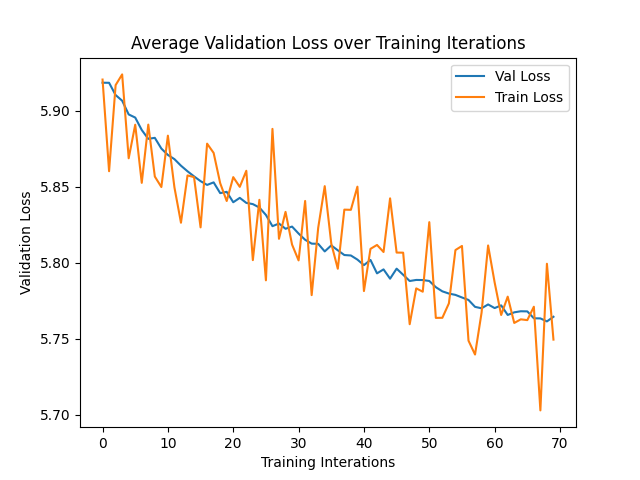 Average Validation Loss over Training Iterations
Val Loss
Train Loss
5.90
5.85
5.80
5.75
5.70
Validation Loss
0 10 20 30 40 50 60 70
Training Interations